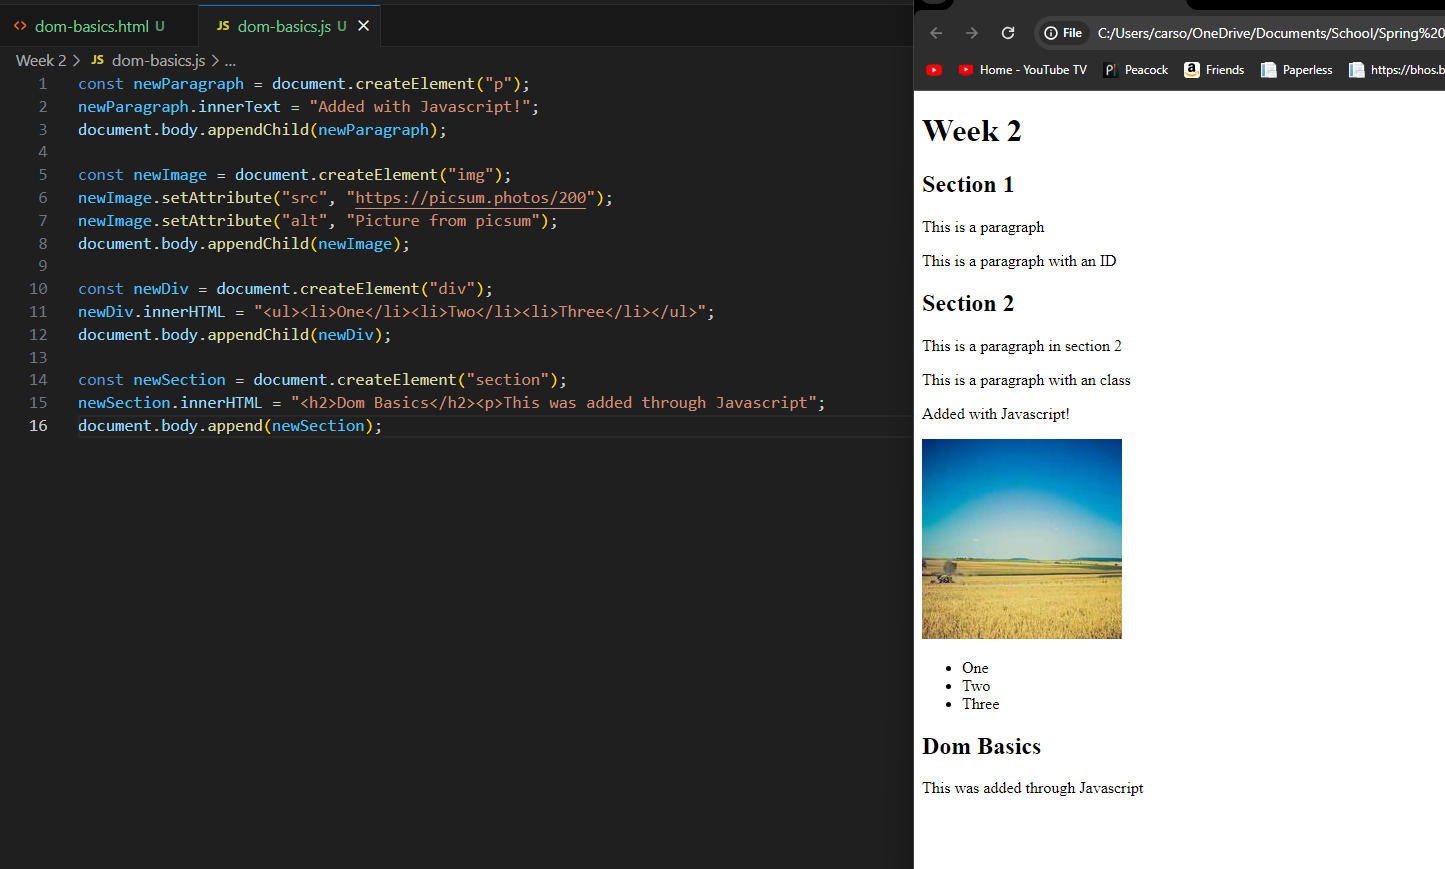 dom-basics.html U
JS dom-basics.js U
Week 2 > JS dom-basics.js > ...
1 const newParagraph = document.createElement("p");
2 newParagraph.innerText = "Added with Javascript!";
3 document.body.appendChild(newParagraph);
4
5 const newImage = document.createElement("img");
6 newImage.setAttribute("src", "https://picsum.photos/200");
7 newImage.setAttribute("alt", "Picture from picsum");
8 document.body.appendChild(newImage);
9
10 const newDiv = document.createElement("div");
11 newDiv.innerHTML = "<ul><li>One</li><li>Two</li><li>Three</li></ul>";
12 document.body.appendChild(newDiv);
13
14 const newSection = document.createElement("section");
15 newSection.innerHTML = "<h2>Dom Basics</h2><p>This was added through Javascript";
16 document.body.append(newSection);
File C:/Users/carso/OneDrive/Documents/School/Spring%20
Home - YouTube TV Peacock Friends Paperless https://bhos.b
Week 2
Section 1
This is a paragraph
This is a paragraph with an ID
Section 2
This is a paragraph in section 2
This is a paragraph with an class
Added with Javascript!
One
Two
Three
Dom Basics
This was added through Javascript